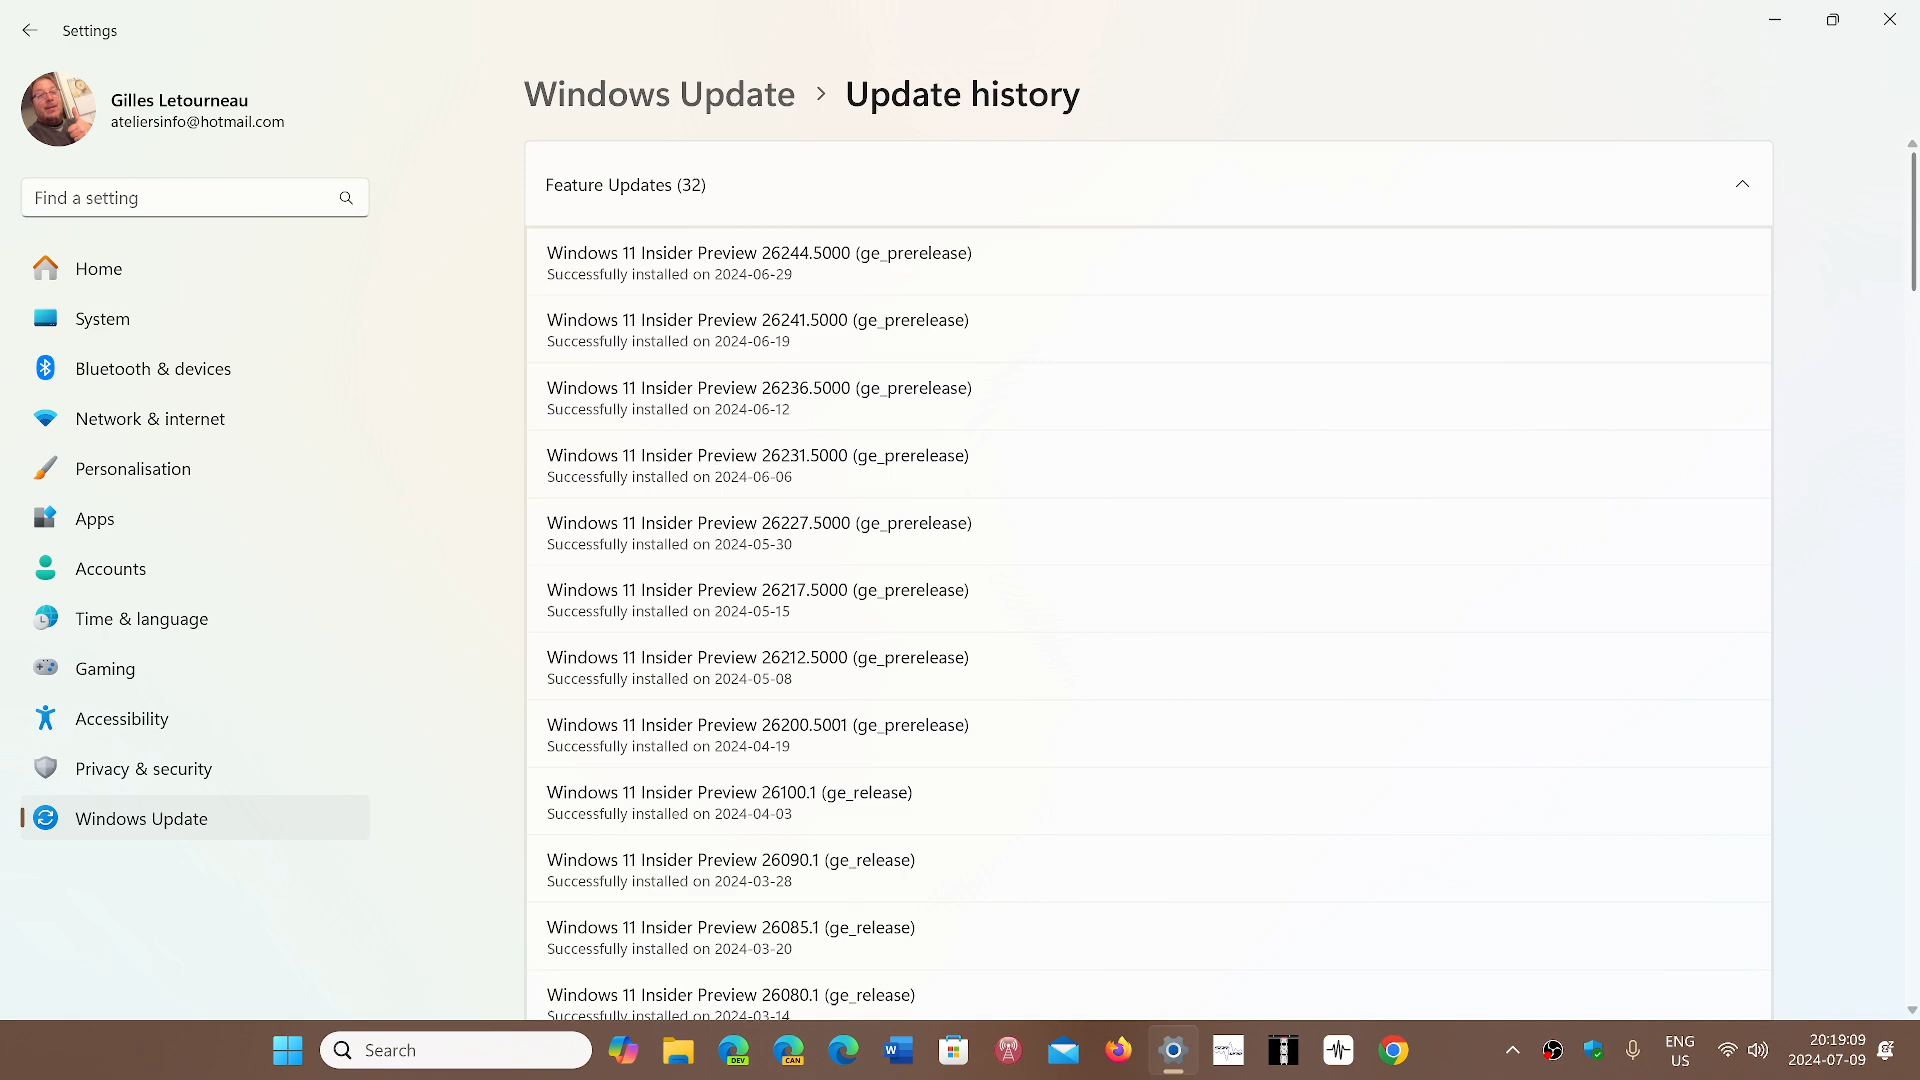 Settings
Gilles Letourneau
ateliersinfo@hotmail.com
Find a setting
Home
System
Bluetooth & devices
Network & internet
Personalisation
Apps
Accounts
Time & language
Gaming
Accessibility
Privacy & security
Windows Update
Windows Update > Update history
Feature Updates (32)
Windows 11 Insider Preview 26244.5000 (ge_prerelease)
Successfully installed on 2024-06-29
Windows 11 Insider Preview 26241.5000 (ge_prerelease)
Successfully installed on 2024-06-19
Windows 11 Insider Preview 26236.5000 (ge_prerelease)
Successfully installed on 2024-06-12
Windows 11 Insider Preview 26231.5000 (ge_prerelease)
Successfully installed on 2024-06-06
Windows 11 Insider Preview 26227.5000 (ge_prerelease)
Successfully installed on 2024-05-30
Windows 11 Insider Preview 26217.5000 (ge_prerelease)
Successfully installed on 2024-05-15
Windows 11 Insider Preview 26212.5000 (ge_prerelease)
Successfully installed on 2024-05-08
Windows 11 Insider Preview 26200.5001 (ge_prerelease)
Successfully installed on 2024-04-19
Windows 11 Insider Preview 26100.1 (ge_release)
Successfully installed on 2024-04-03
Windows 11 Insider Preview 26090.1 (ge_release)
Successfully installed on 2024-03-28
Windows 11 Insider Preview 26085.1 (ge_release)
Successfully installed on 2024-03-20
Windows 11 Insider Preview 26080.1 (ge_release)
Successfully installed on 2024-03-14
Search
DEV
CAN
W
ENG
US
20:19:09
2024-07-09